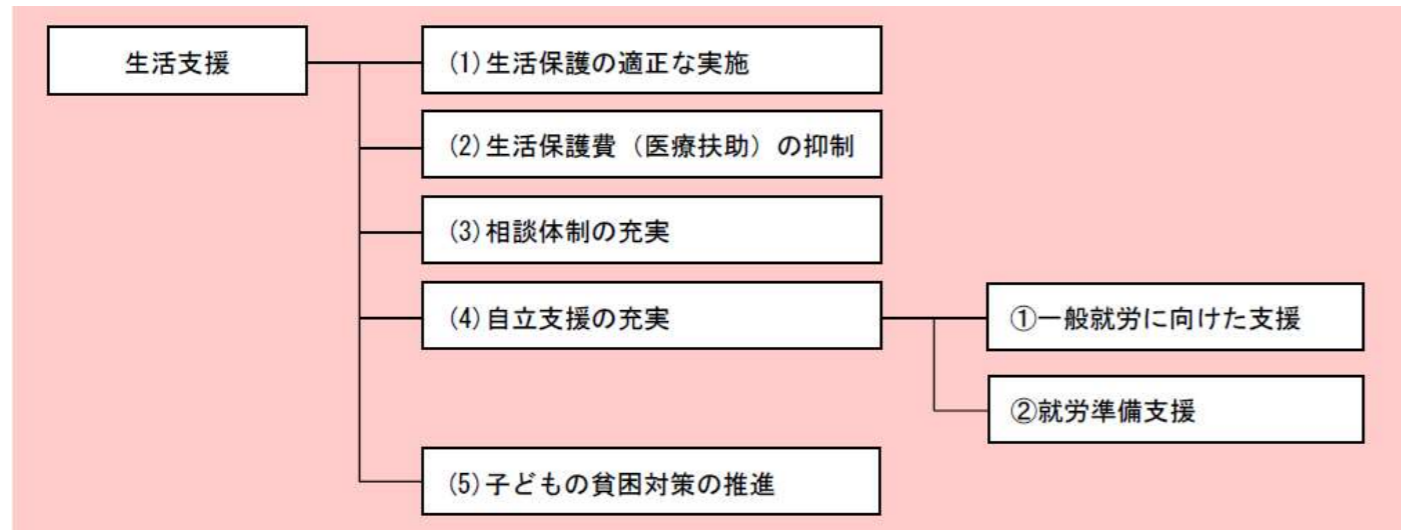 生活支援
(1)生活保護の適正な実施
(2)生活保護費（医療扶助）の抑制
(3)相談体制の充実
(4)自立支援の充実
①一般就労に向けた支援
②就労準備支援
(5)子どもの貧困対策の推進